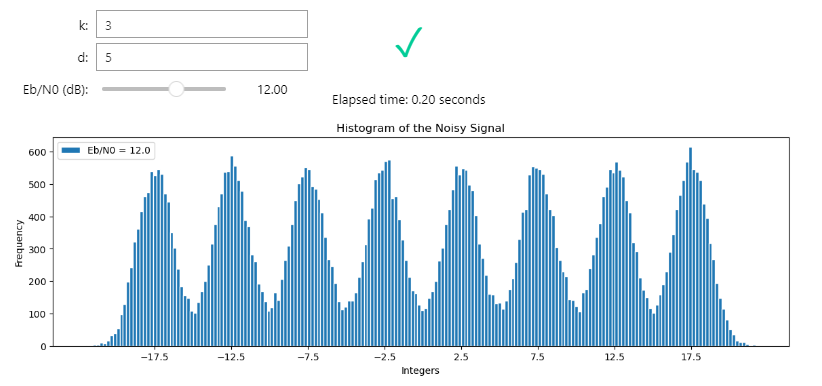 k: 3
d: 5
Eb/N0 (dB): 12.00
Elapsed time: 0.20 seconds
Histogram of the Noisy Signal
Eb/N0 = 12.0
600
500
400
300
200
100
0
Frequency
−17.5 −12.5 −7.5 −2.5 2.5 7.5 12.5 17.5
Integers